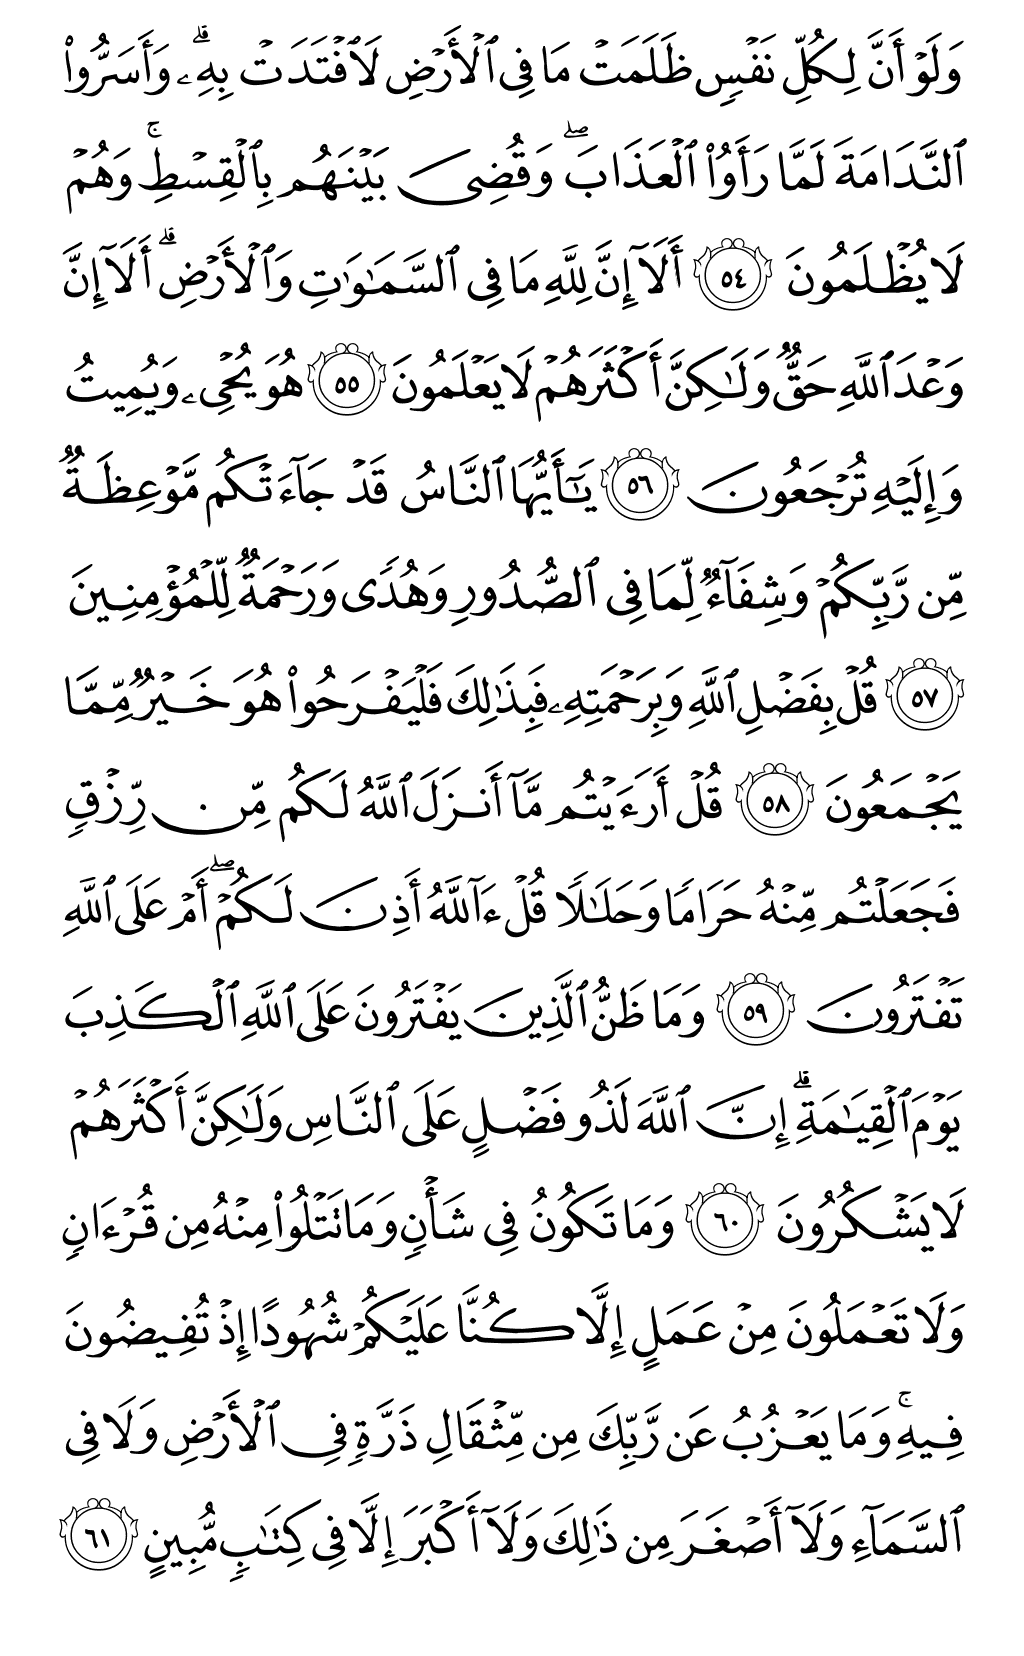 وَلَوْ أَنَّ لِكُلِّ نَفْسٍ ظَلَمَتْ مَا فِى ٱلْأَرْضِ لَٱفْتَدَتْ بِهِۦ ۗ وَأَسَرُّوا۟
ٱلنَّدَامَةَ لَمَّا رَأَوُا۟ ٱلْعَذَابَ ۖ وَقُضِىَ بَيْنَهُم بِٱلْقِسْطِ ۚ وَهُمْ
لَا يُظْلَمُونَ ٥٤ أَلَآ إِنَّ لِلَّهِ مَا فِى ٱلسَّمَـٰوَٰتِ وَٱلْأَرْضِ ۗ أَلَآ إِنَّ
وَعْدَ ٱللَّهِ حَقٌّ وَلَـٰكِنَّ أَكْثَرَهُمْ لَا يَعْلَمُونَ ٥٥ هُوَ يُحْىِۦ وَيُمِيتُ
وَإِلَيْهِ تُرْجَعُونَ ٥٦ يَـٰٓأَيُّهَا ٱلنَّاسُ قَدْ جَآءَتْكُم مَّوْعِظَةٌ
مِّن رَّبِّكُمْ وَشِفَآءٌ لِّمَا فِى ٱلصُّدُورِ وَهُدًى وَرَحْمَةٌ لِّلْمُؤْمِنِينَ
٥٧ قُلْ بِفَضْلِ ٱللَّهِ وَبِرَحْمَتِهِۦ فَبِذَٰلِكَ فَلْيَفْرَحُوا۟ هُوَ خَيْرٌ مِّمَّا
يَجْمَعُونَ ٥٨ قُلْ أَرَءَيْتُم مَّآ أَنزَلَ ٱللَّهُ لَكُم مِّن رِّزْقٍ
فَجَعَلْتُم مِّنْهُ حَرَامًا وَحَلَـٰلًا قُلْ ءَآللَّهُ أَذِنَ لَكُمْ ۖ أَمْ عَلَى ٱللَّهِ
تَفْتَرُونَ ٥٩ وَمَا ظَنُّ ٱلَّذِينَ يَفْتَرُونَ عَلَى ٱللَّهِ ٱلْكَذِبَ
يَوْمَ ٱلْقِيَـٰمَةِ ۗ إِنَّ ٱللَّهَ لَذُو فَضْلٍ عَلَى ٱلنَّاسِ وَلَـٰكِنَّ أَكْثَرَهُمْ
لَا يَشْكُرُونَ ٦٠ وَمَا تَكُونُ فِى شَأْنٍ وَمَا تَتْلُوا۟ مِنْهُ مِن قُرْءَانٍ
وَلَا تَعْمَلُونَ مِنْ عَمَلٍ إِلَّا كُنَّا عَلَيْكُمْ شُهُودًا إِذْ تُفِيضُونَ
فِيهِ ۚ وَمَا يَعْزُبُ عَن رَّبِّكَ مِن مِّثْقَالِ ذَرَّةٍ فِى ٱلْأَرْضِ وَلَا فِى
ٱلسَّمَآءِ وَلَآ أَصْغَرَ مِن ذَٰلِكَ وَلَآ أَكْبَرَ إِلَّا فِى كِتَـٰبٍ مُّبِينٍ ٦١